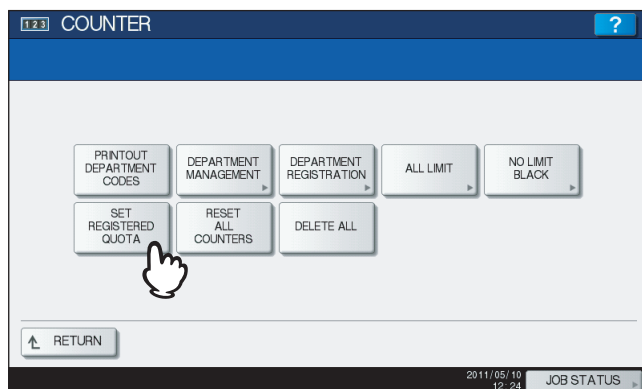 123 COUNTER
?
PRINTOUT
DEPARTMENT
CODES
DEPARTMENT
MANAGEMENT
DEPARTMENT
REGISTRATION
ALL LIMIT
NO LIMIT
BLACK
SET
REGISTERED
QUOTA
RESET
ALL
COUNTERS
DELETE ALL
RETURN
2011/05/10
12:24
JOB STATUS